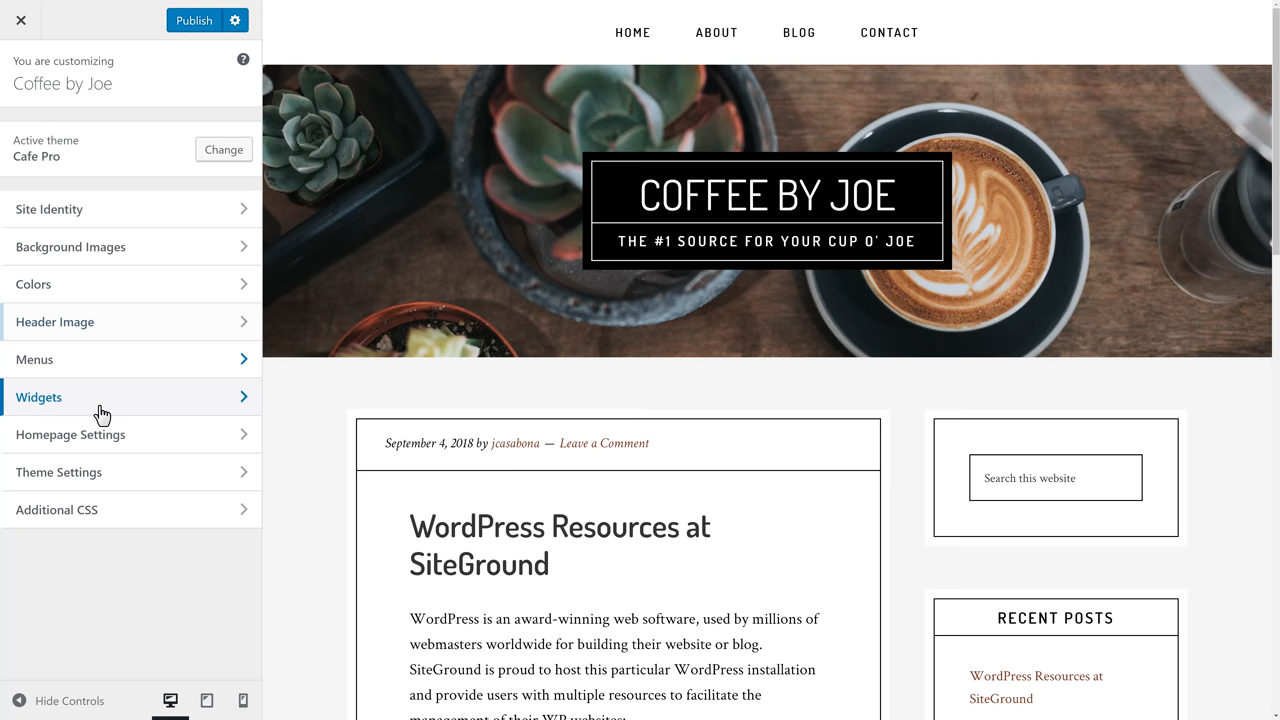 Publish
You are customizing
Coffee by Joe
Active theme
Cafe Pro
Change
Site Identity
Background Images
Colors
Header Image
Menus
Widgets
Homepage Settings
Theme Settings
Additional CSS
Hide Controls
HOME ABOUT BLOG CONTACT
COFFEE BY JOE
THE #1 SOURCE FOR YOUR CUP O' JOE
September 4, 2018 by jcasabona — Leave a Comment
WordPress Resources at
SiteGround
WordPress is an award-winning web software, used by millions of
webmasters worldwide for building their website or blog.
SiteGround is proud to host this particular WordPress installation
and provide users with multiple resources to facilitate the
management of their WP websites:
Search this website
RECENT POSTS
WordPress Resources at
SiteGround